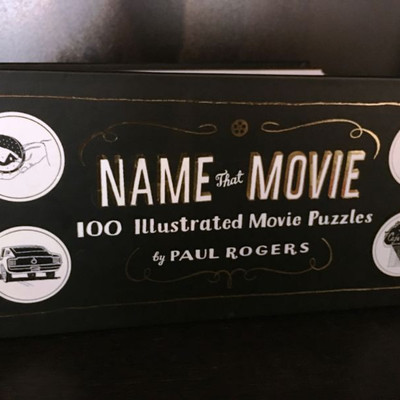 NAME That MOVIE
100 Illustrated Movie Puzzles
by PAUL ROGERS